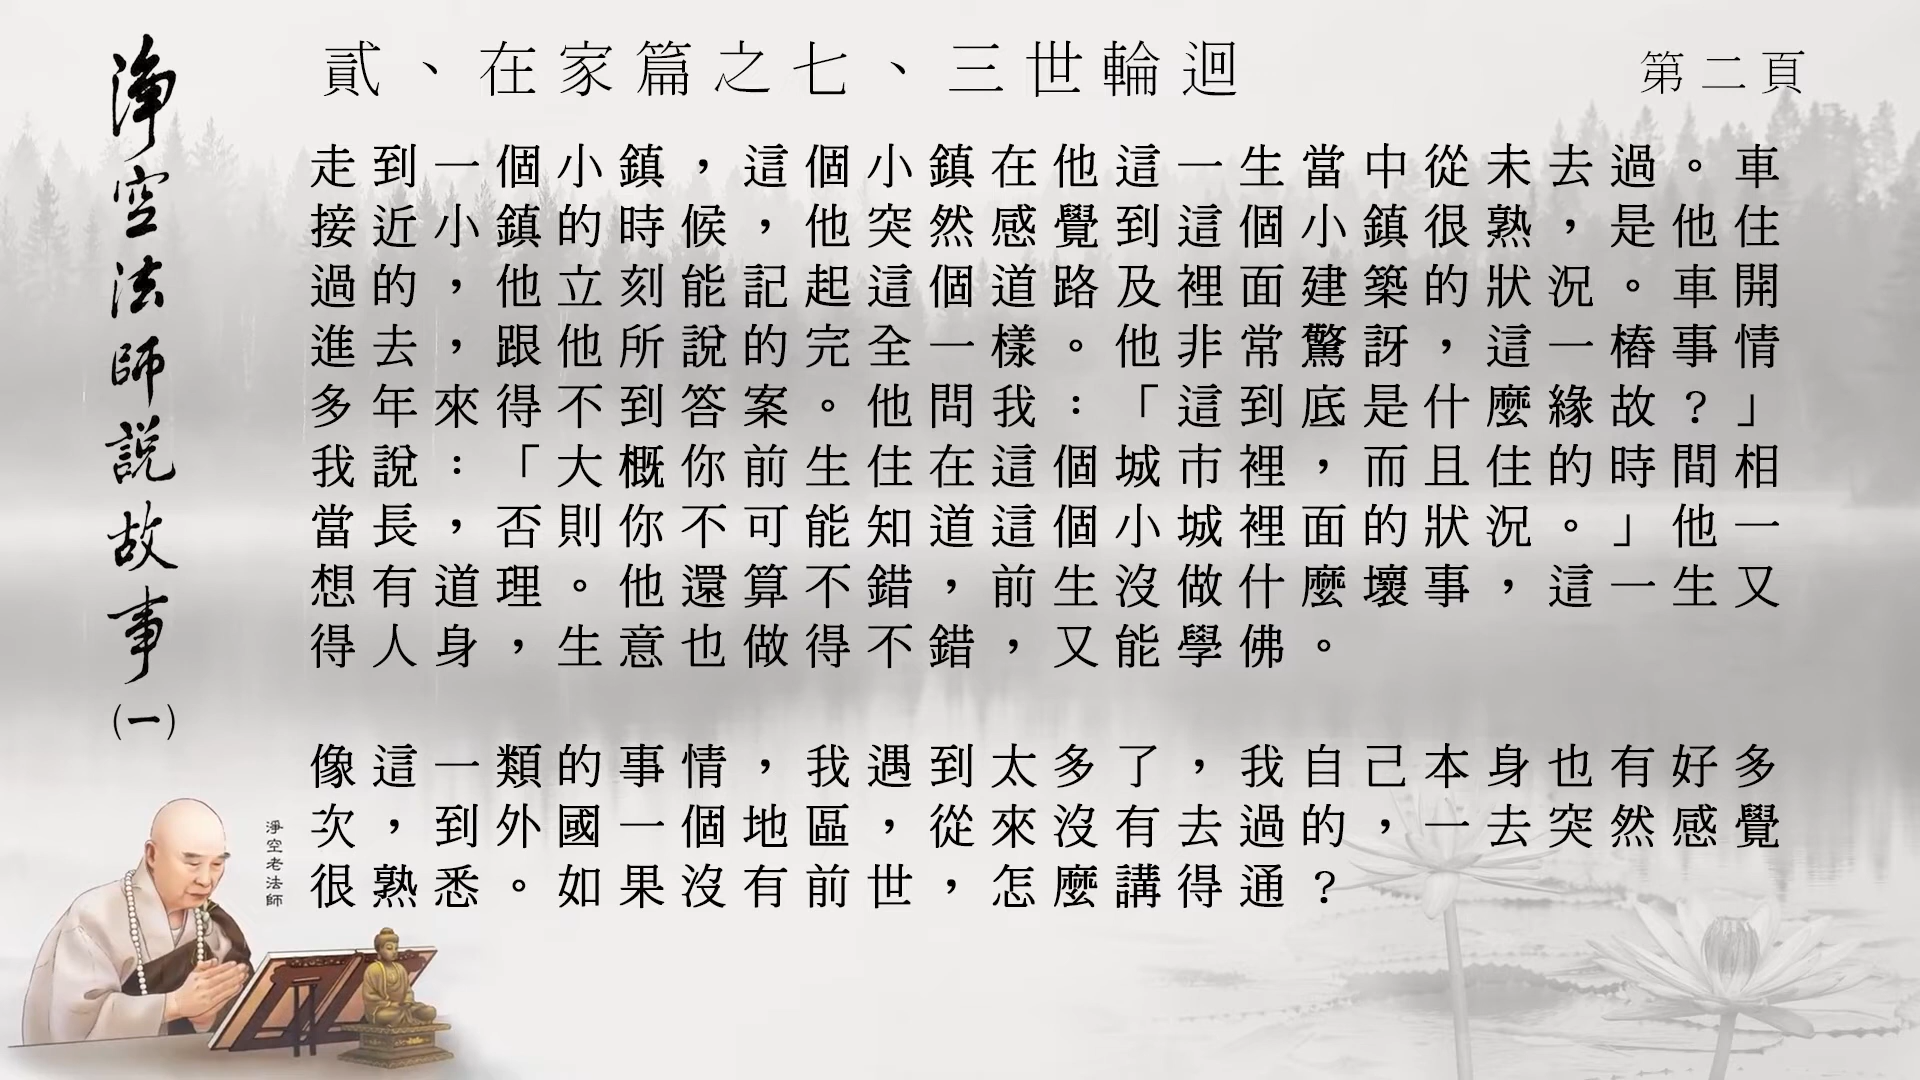 淨空法師說故事(一)
貳、在家篇之七、三世輪迴
第二頁
走到一個小鎮，這個小鎮在他這一生當中從未去過。車
接近小鎮的時候，他突然感覺到這個小鎮很熟，是他住
過的，他立刻能記起這個道路及裡面建築的狀況。車開
進去，跟他所說的完全一樣。他非常驚訝，這一樁事情
多年來得不到答案。他問我：「這到底是什麼緣故？」
我說：「大概你前生住在這個城市裡，而且住的時間相
當長，否則你不可能知道這個小城裡面的狀況。」他一
想有道理。他還算不錯，前生沒做什麼壞事，這一生又
得人身，生意也做得不錯，又能學佛。
像這一類的事情，我遇到太多了，我自己本身也有好多
次，到外國一個地區，從來沒有去過的，一去突然感覺
很熟悉。如果沒有前世，怎麼講得通？
淨空老法師